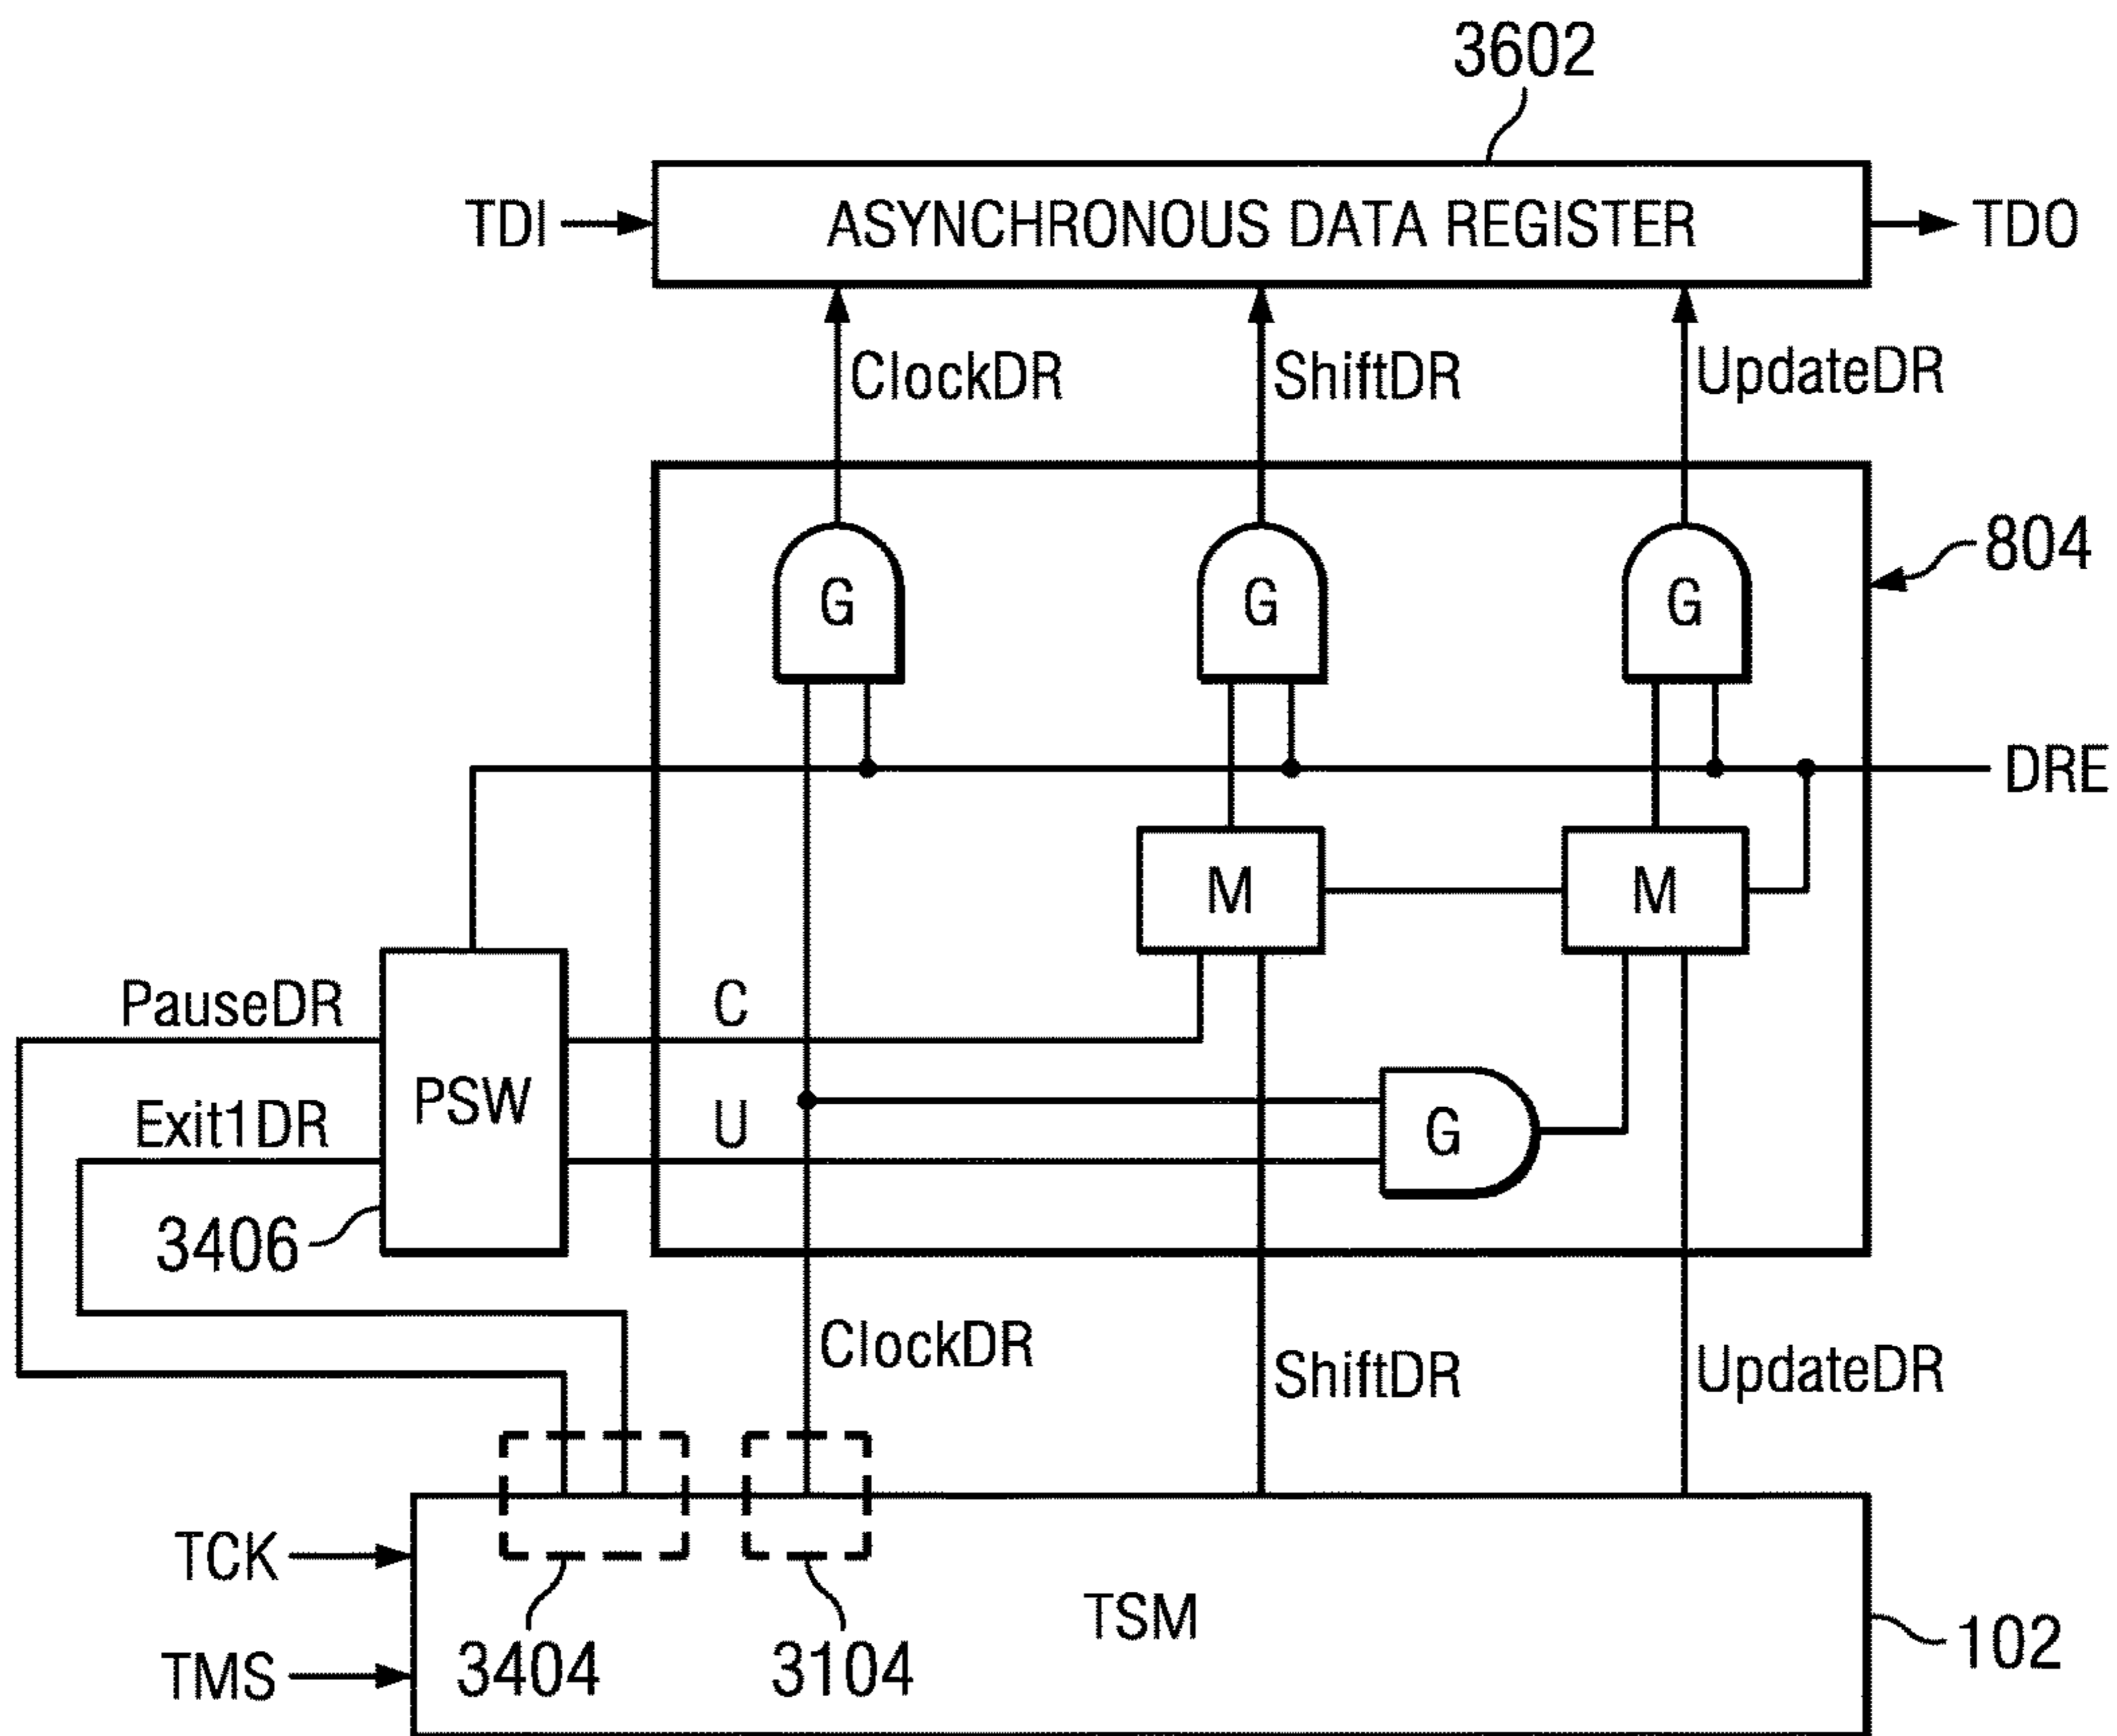 3602
TDI
ASYNCHRONOUS DATA REGISTER
TDO
ClockDR
ShiftDR
UpdateDR
804
G
G
G
DRE
M
M
PauseDR
C
PSW
Exit1DR
U
G
3406
ClockDR
ShiftDR
UpdateDR
TCK
TSM
TMS
3404
3104
102